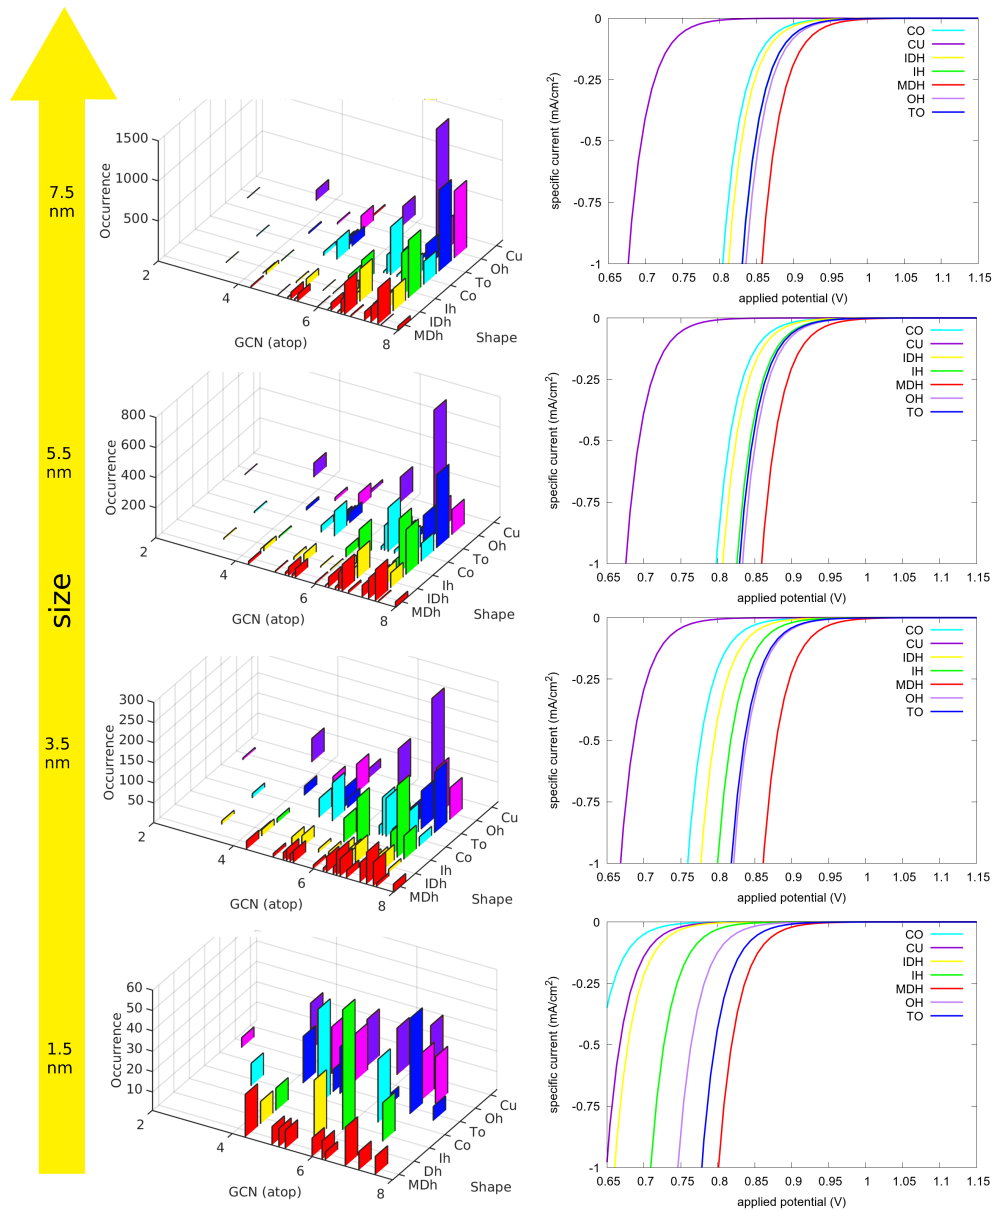 7.5
nm
5.5
nm
size
3.5
nm
1.5
nm
1500
1000
500
Occurrence
2
4
6
8
GCN (atop)
Cu
Oh
To
Co
Ih
IDh
MDh
Shape
0
-0.25
-0.5
-0.75
-1
specific current (mA/cm²)
0.65 0.7 0.75 0.8 0.85 0.9 0.95 1 1.05 1.1 1.15
applied potential (V)
CO
CU
IDH
IH
MDH
OH
TO
800
600
400
200
Occurrence
2
4
6
8
GCN (atop)
Cu
Oh
To
Co
Ih
IDh
MDh
Shape
0
-0.25
-0.5
-0.75
-1
specific current (mA/cm²)
0.65 0.7 0.75 0.8 0.85 0.9 0.95 1 1.05 1.1 1.15
applied potential (V)
CO
CU
IDH
IH
MDH
OH
TO
300
250
200
150
100
50
Occurrence
2
4
6
8
GCN (atop)
Cu
Oh
To
Co
Ih
IDh
MDh
Shape
0
-0.25
-0.5
-0.75
-1
specific current (mA/cm²)
0.65 0.7 0.75 0.8 0.85 0.9 0.95 1 1.05 1.1 1.15
applied potential (V)
CO
CU
IDH
IH
MDH
OH
TO
60
50
40
30
20
10
Occurrence
2
4
6
8
GCN (atop)
Cu
Oh
To
Co
Ih
Dh
MDh
Shape
0
-0.25
-0.5
-0.75
-1
specific current (mA/cm²)
0.65 0.7 0.75 0.8 0.85 0.9 0.95 1 1.05 1.1 1.15
applied potential (V)
CO
CU
IDH
IH
MDH
OH
TO